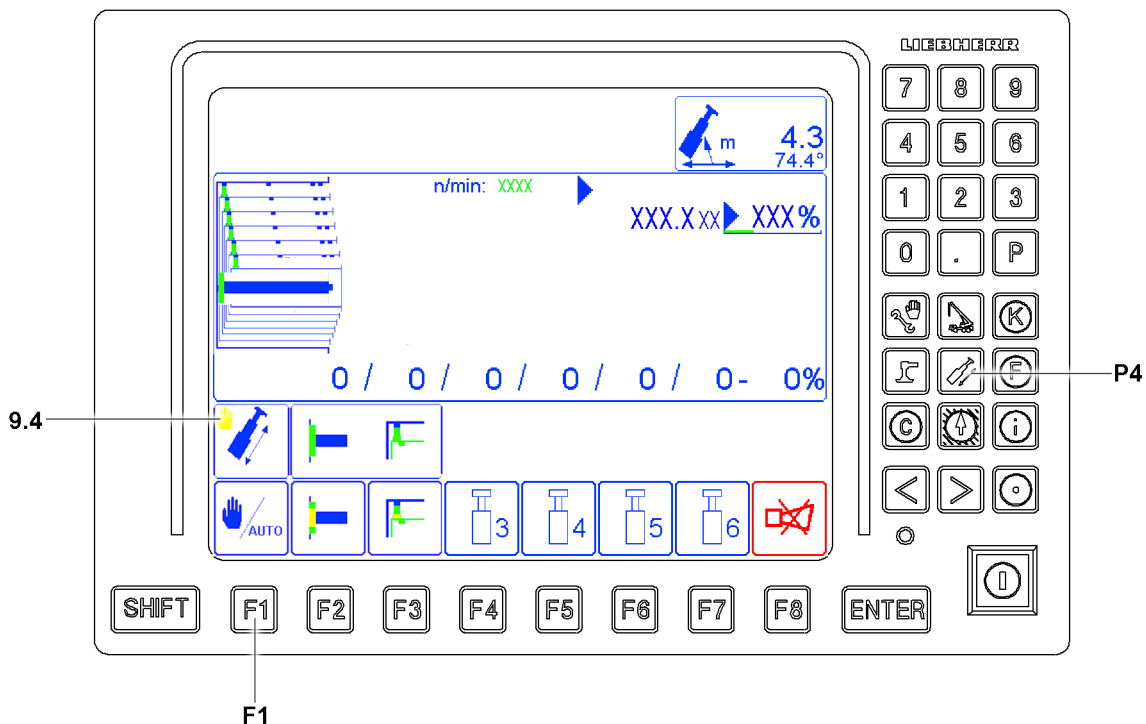 LIEBHERR
7 8 9
m 4.3
74.4°
4 5 6
n/min: XXXX
XXX.X XX XXX%
1 2 3
0 . P
K
0 / 0 / 0 / 0 / 0 / 0 - 0%
F
P4
9.4
C i
AUTO
3 4 5 6
< >
SHIFT F1 F2 F3 F4 F5 F6 F7 F8 ENTER
F1